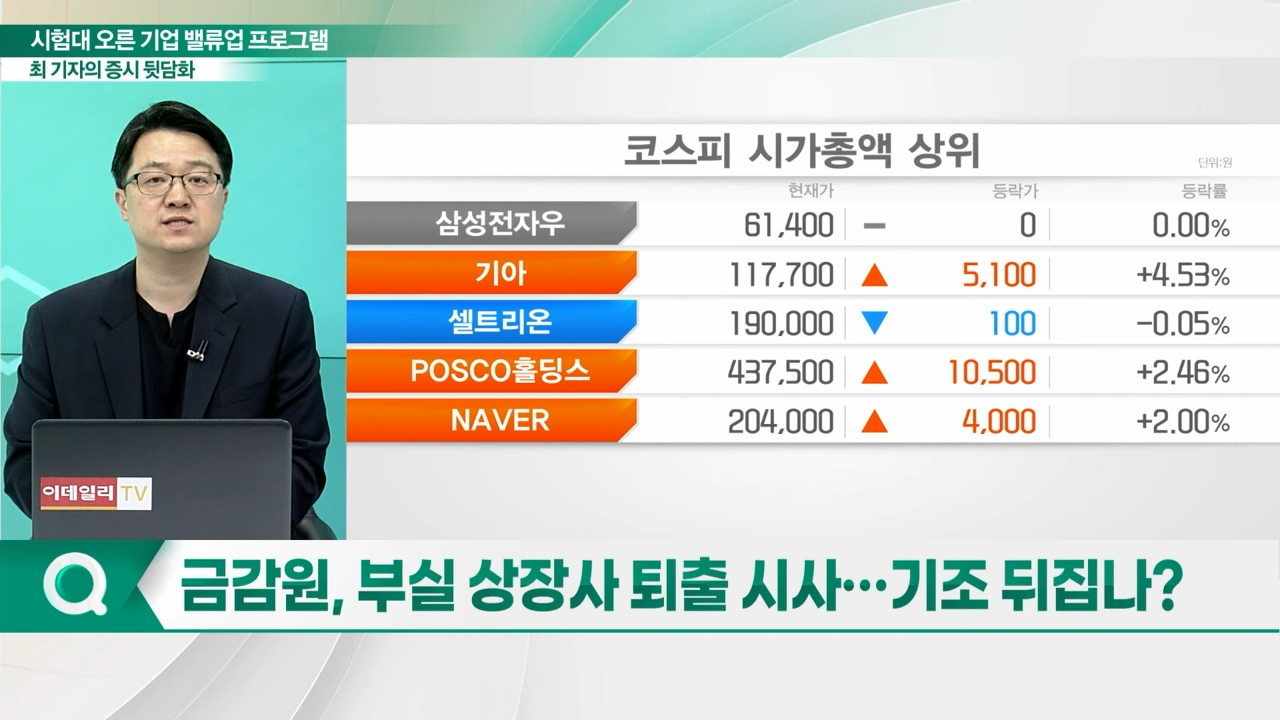 시험대 오른 기업 밸류업 프로그램
최 기자의 증시 뒷담화
코스피 시가총액 상위
단위:원
현재가 등락가 등락률
삼성전자우 61,400 – 0 0.00%
기아 117,700 ▲ 5,100 +4.53%
셀트리온 190,000 ▼ 100 -0.05%
POSCO홀딩스 437,500 ▲ 10,500 +2.46%
NAVER 204,000 ▲ 4,000 +2.00%
이데일리 TV
금감원, 부실 상장사 퇴출 시사…기조 뒤집나?